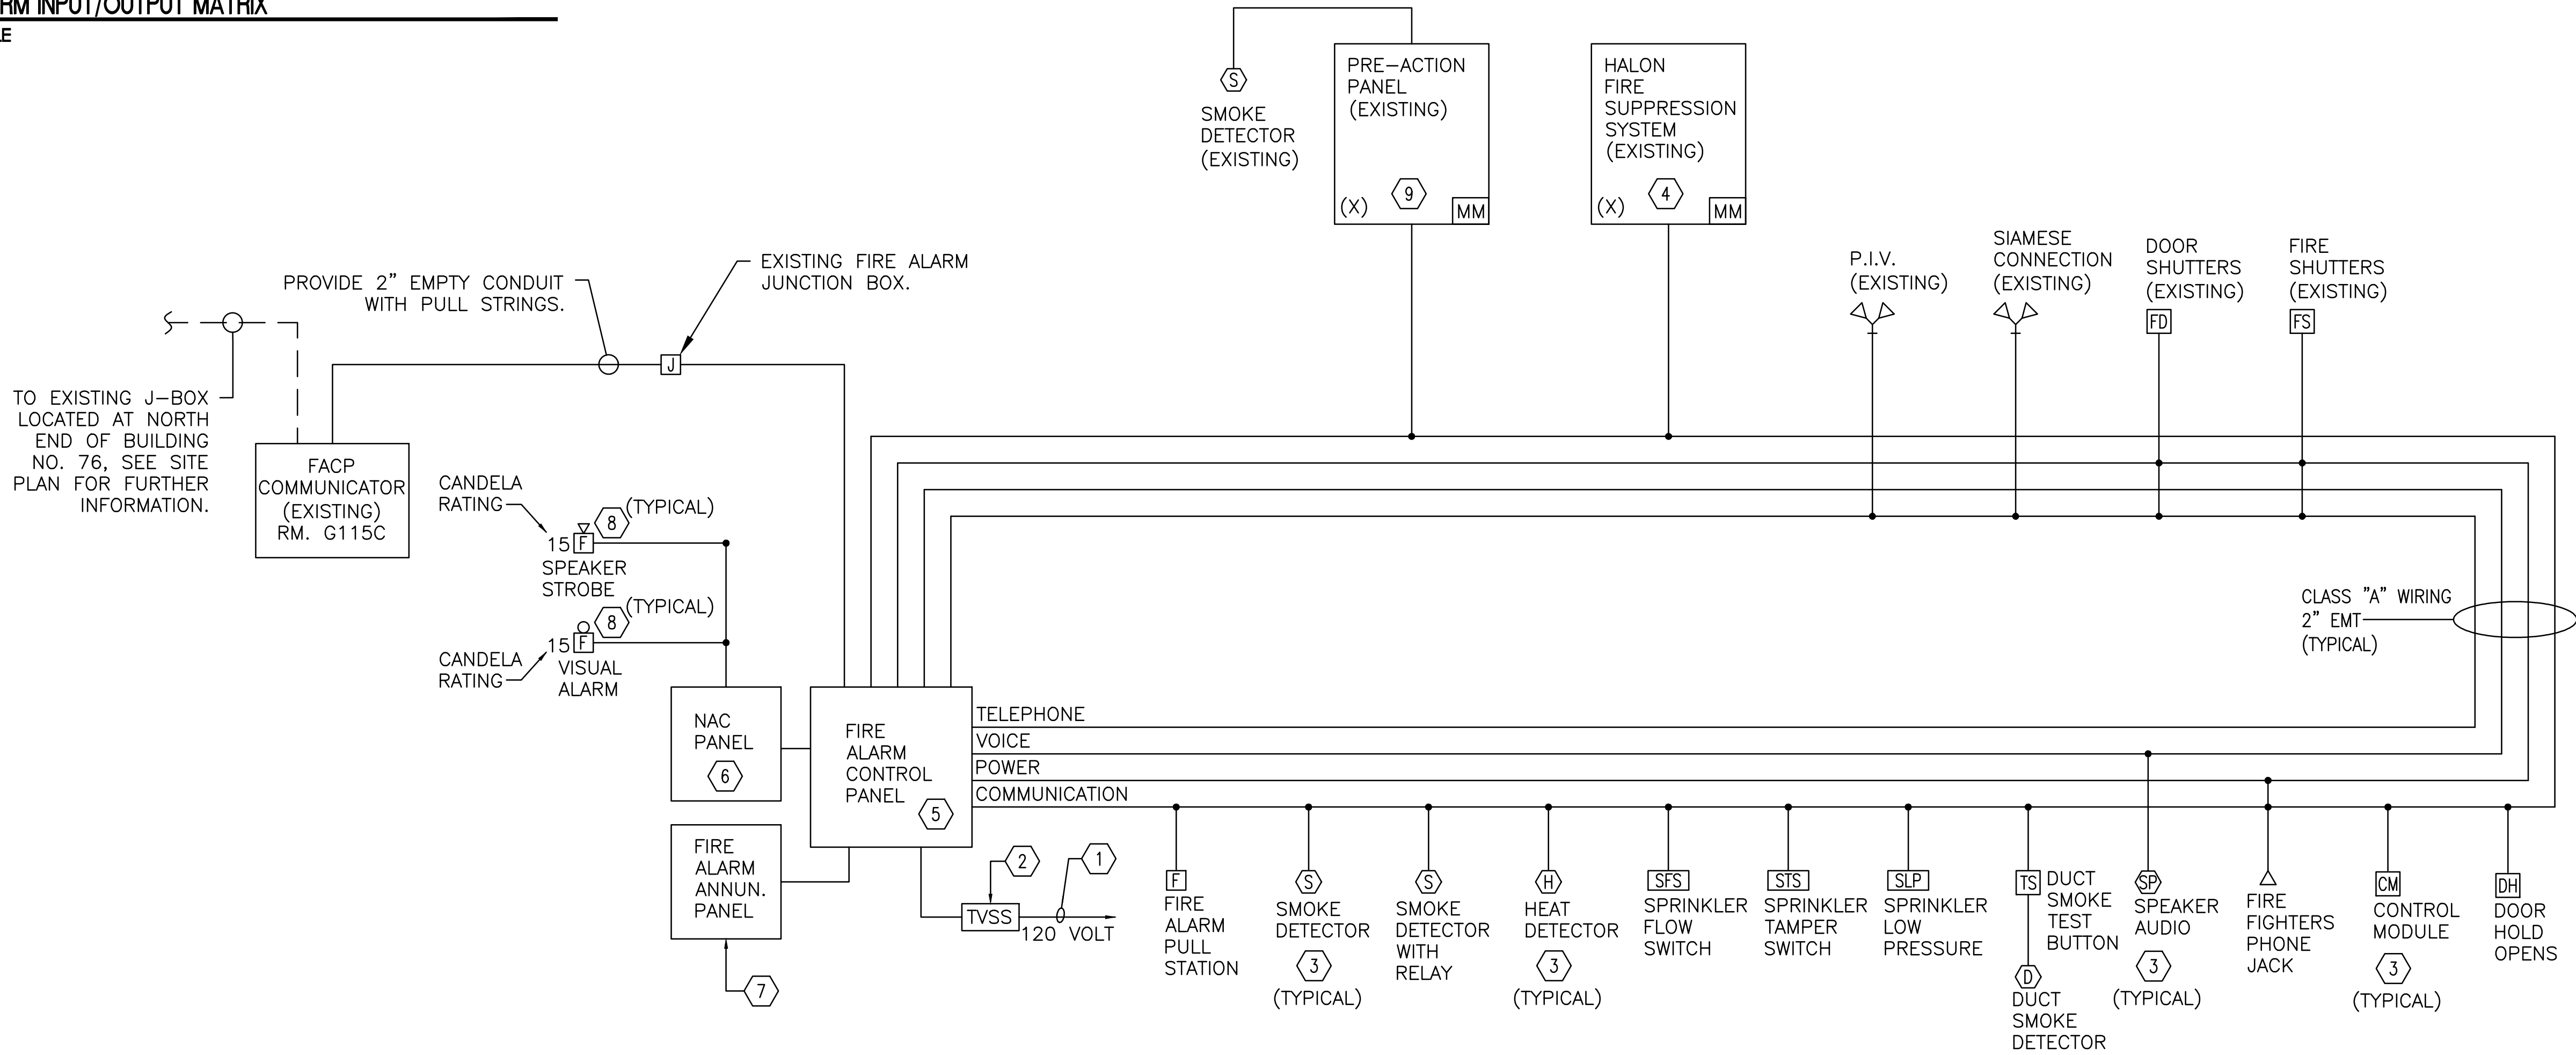 RM INPUT/OUTPUT MATRIX
LE
S
SMOKE
DETECTOR
(EXISTING)
PRE-ACTION
PANEL
(EXISTING)
9
(X)
MM
HALON
FIRE
SUPPRESSION
SYSTEM
(EXISTING)
4
(X)
MM
P.I.V.
(EXISTING)
SIAMESE
CONNECTION
(EXISTING)
DOOR
SHUTTERS
(EXISTING)
FD
FIRE
SHUTTERS
(EXISTING)
FS
PROVIDE 2" EMPTY CONDUIT
WITH PULL STRINGS.
EXISTING FIRE ALARM
JUNCTION BOX.
J
TO EXISTING J-BOX
LOCATED AT NORTH
END OF BUILDING
NO. 76, SEE SITE
PLAN FOR FURTHER
INFORMATION.
FACP
COMMUNICATOR
(EXISTING)
RM. G115C
CANDELA
RATING
8
(TYPICAL)
15
F
SPEAKER
STROBE
8
(TYPICAL)
15
F
CANDELA
RATING
VISUAL
ALARM
CLASS "A" WIRING
2" EMT
(TYPICAL)
NAC
PANEL
6
FIRE
ALARM
CONTROL
PANEL
5
TELEPHONE
VOICE
POWER
COMMUNICATION
FIRE
ALARM
ANNUN.
PANEL
7
2
1
TVSS
120 VOLT
F
FIRE
ALARM
PULL
STATION
S
SMOKE
DETECTOR
3
(TYPICAL)
S
SMOKE
DETECTOR
WITH
RELAY
H
HEAT
DETECTOR
3
(TYPICAL)
SFS
SPRINKLER
FLOW
SWITCH
STS
SPRINKLER
TAMPER
SWITCH
SLP
SPRINKLER
LOW
PRESSURE
TS
DUCT
SMOKE
TEST
BUTTON
D
DUCT
SMOKE
DETECTOR
SP
SPEAKER
AUDIO
3
(TYPICAL)
FIRE
FIGHTERS
PHONE
JACK
CM
CONTROL
MODULE
3
(TYPICAL)
DH
DOOR
HOLD
OPENS